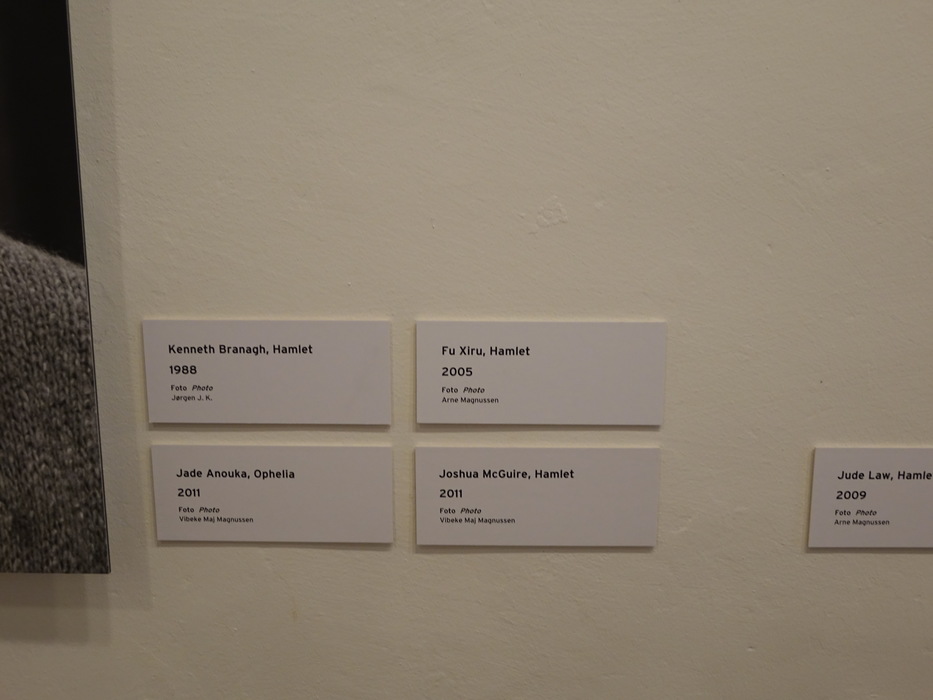 Kenneth Branagh, Hamlet
1988
Foto Photo
Jørgen J. K.
Fu Xiru, Hamlet
2005
Foto Photo
Arne Magnussen
Jade Anouka, Ophelia
2011
Foto Photo
Vibeke Maj Magnussen
Joshua McGuire, Hamlet
2011
Foto Photo
Vibeke Maj Magnussen
Jude Law, Hamle
2009
Foto Photo
Arne Magnussen